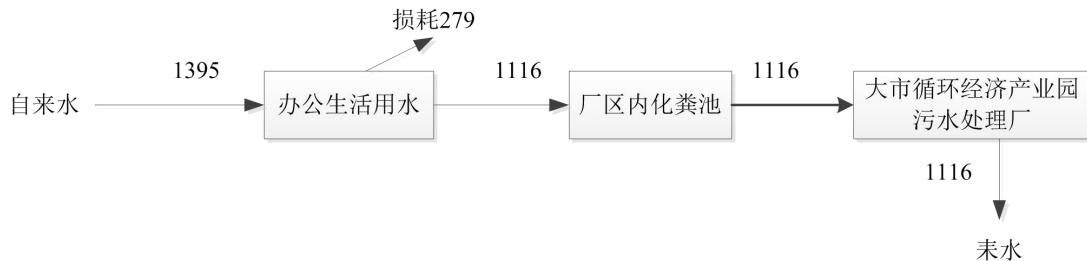 损耗279
1395
1116
1116
自来水
办公生活用水
厂区内化粪池
大市循环经济产业园
污水处理厂
1116
耒水